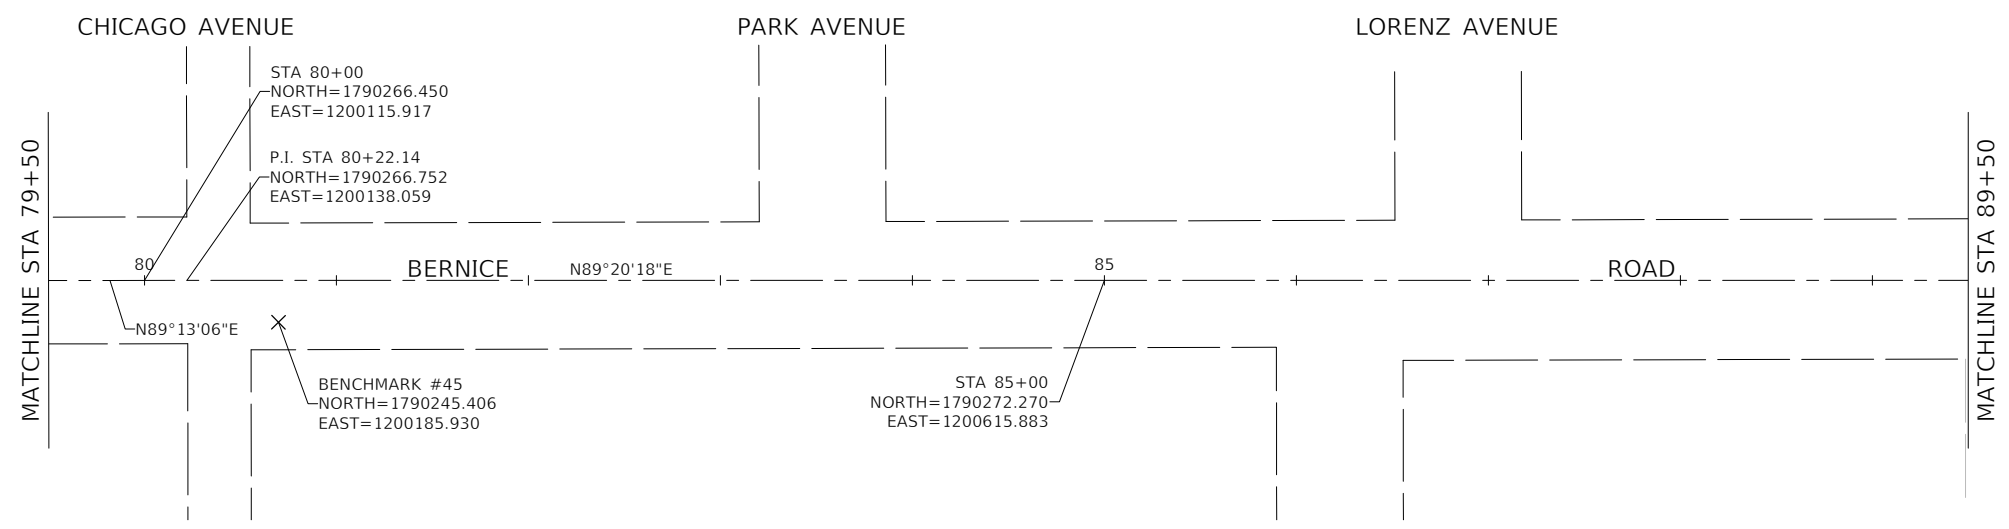 CHICAGO AVENUE
PARK AVENUE
LORENZ AVENUE
STA 80+00
NORTH=1790266.450
EAST=1200115.917
P.I. STA 80+22.14
NORTH=1790266.752
EAST=1200138.059
MATCHLINE STA 79+50
MATCHLINE STA 89+50
80
BERNICE
N89°20'18"E
85
ROAD
N89°13'06"E
BENCHMARK #45
NORTH=1790245.406
EAST=1200185.930
STA 85+00
NORTH=1790272.270
EAST=1200615.883